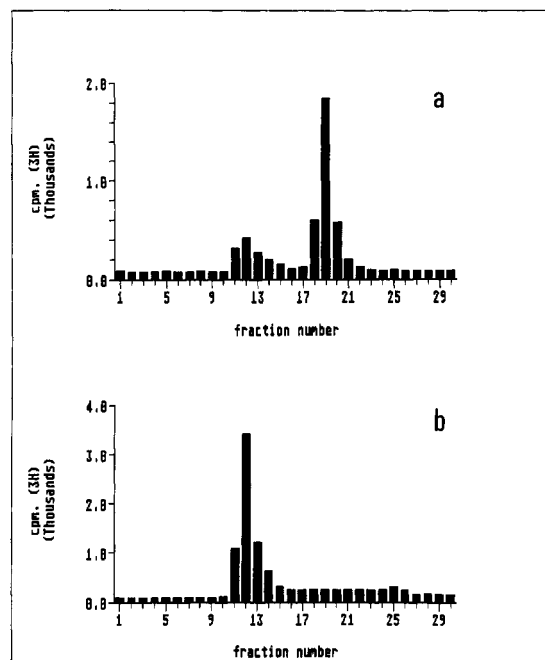 a
2.0
1.0
0.0
cpm. (3H)
(Thousands)
1 5 9 13 17 21 25 29
fraction number
b
4.0
3.0
2.0
1.0
0.0
cpm. (3H)
(Thousands)
1 5 9 13 17 21 25 29
fraction number